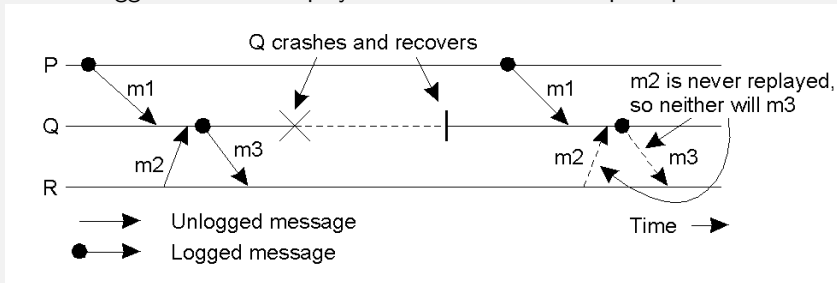 Q crashes and recovers
P
m1
m1
m2 is never replayed,
so neither will m3
Q
m2
m3
m2
m3
R
Unlogged message
Time
Logged message